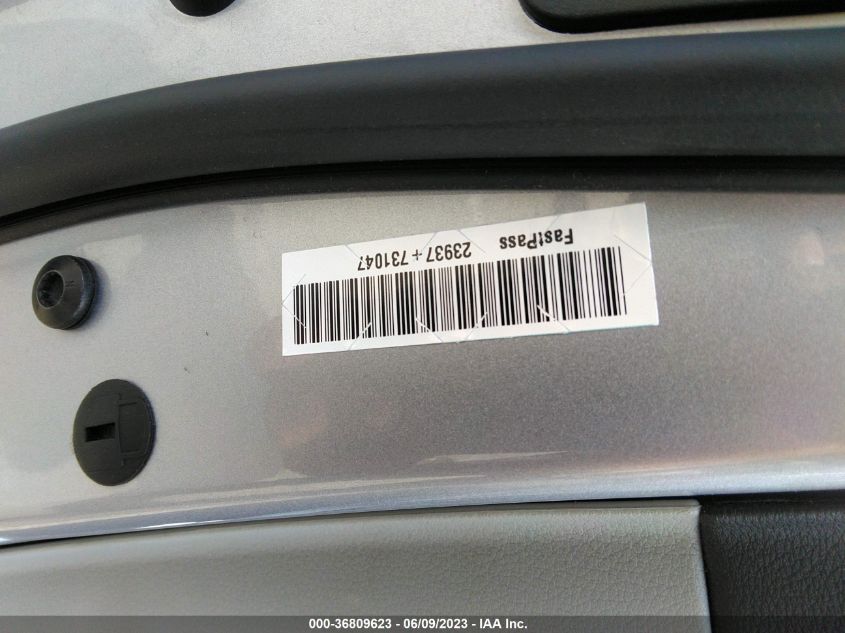 FastPass 23937 + 731047
000-36809623 - 06/09/2023 - IAA Inc.